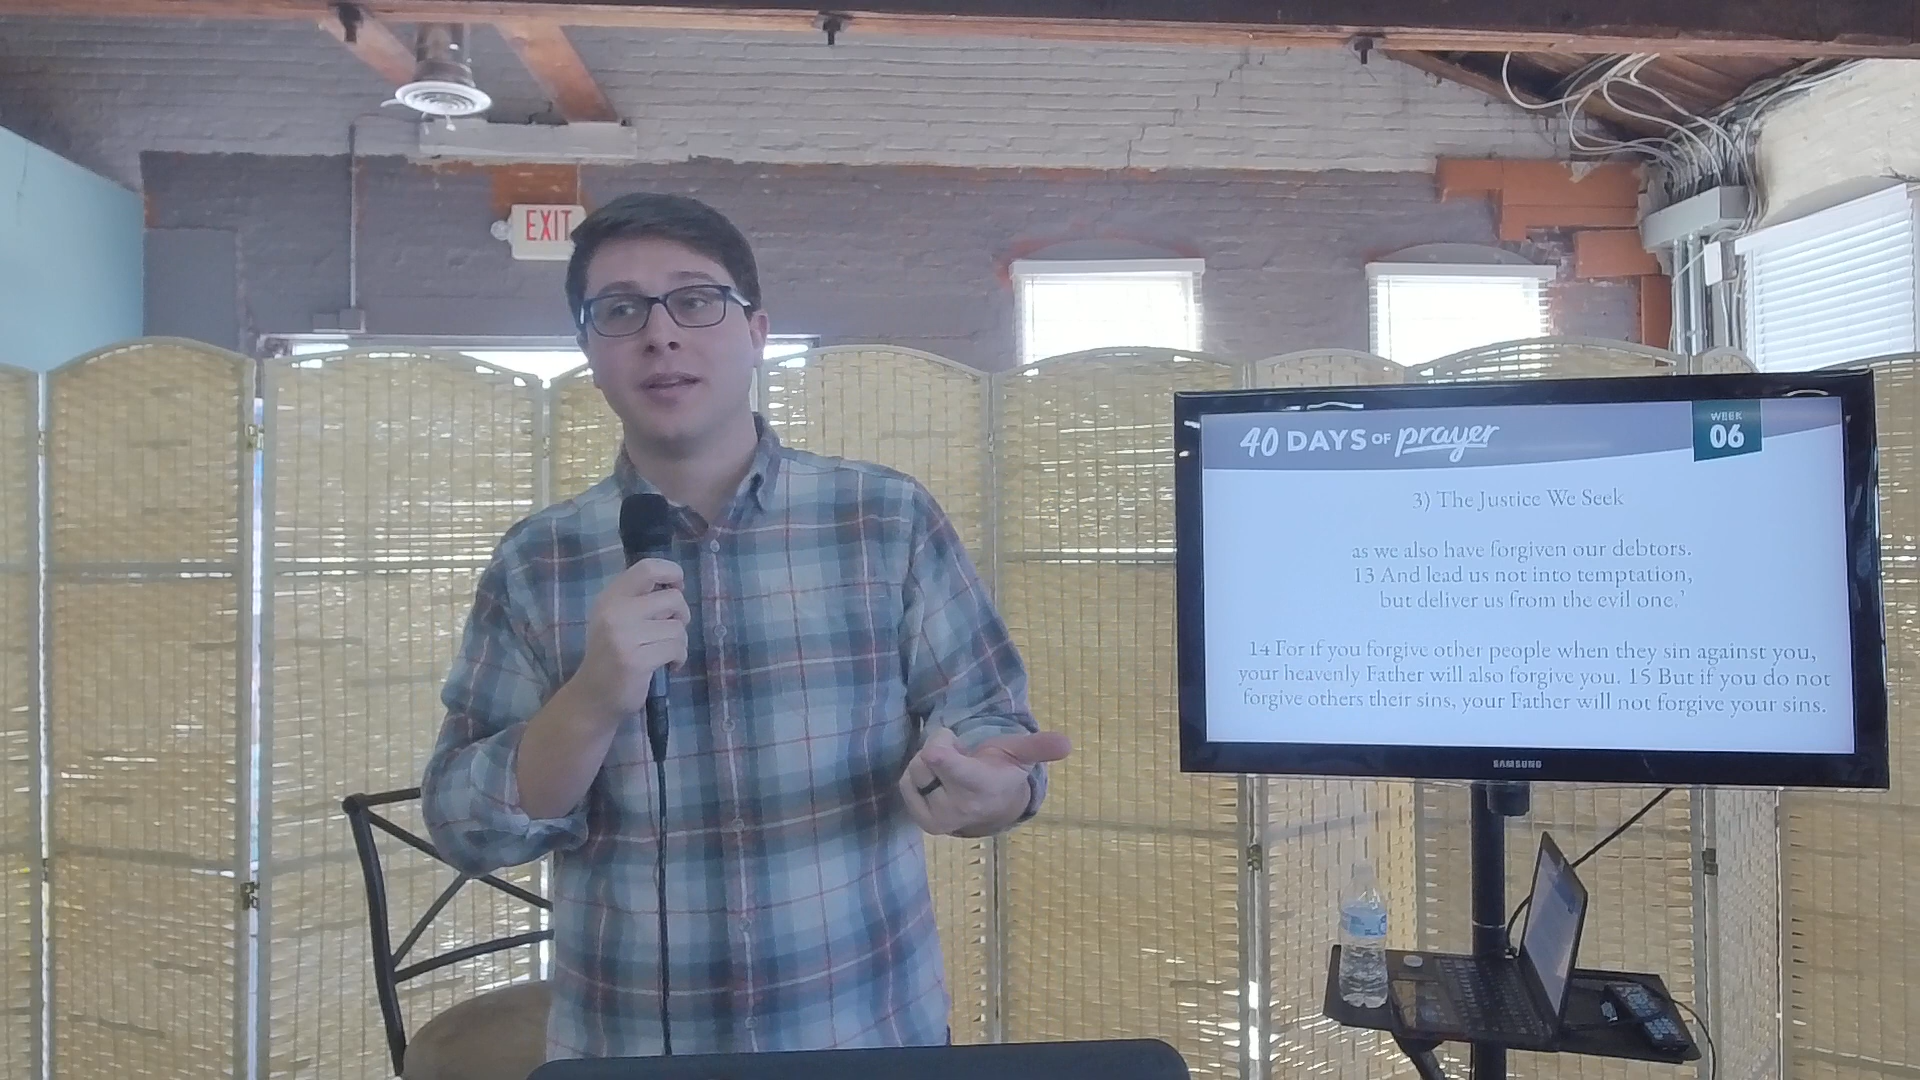 EXIT
40 DAYS OF prayer
WEEK
06
3) The Justice We Seek
as we also have forgiven our debtors.
13 And lead us not into temptation,
but deliver us from the evil one.’
14 For if you forgive other people when they sin against you,
your heavenly Father will also forgive you. 15 But if you do not
forgive others their sins, your Father will not forgive your sins.
SAMSUNG